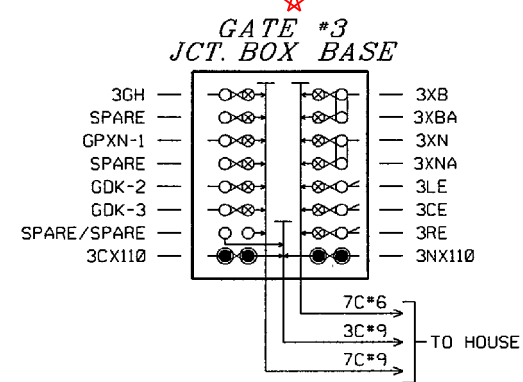 GATE #3
JCT. BOX BASE
3GH 3XB
SPARE 3XBA
GPXN-1 3XN
SPARE 3XNA
GDK-2 3LE
GDK-3 3CE
SPARE/SPARE 3RE
3CX110 3NX110
7C#6
3C#9
TO HOUSE
7C#9